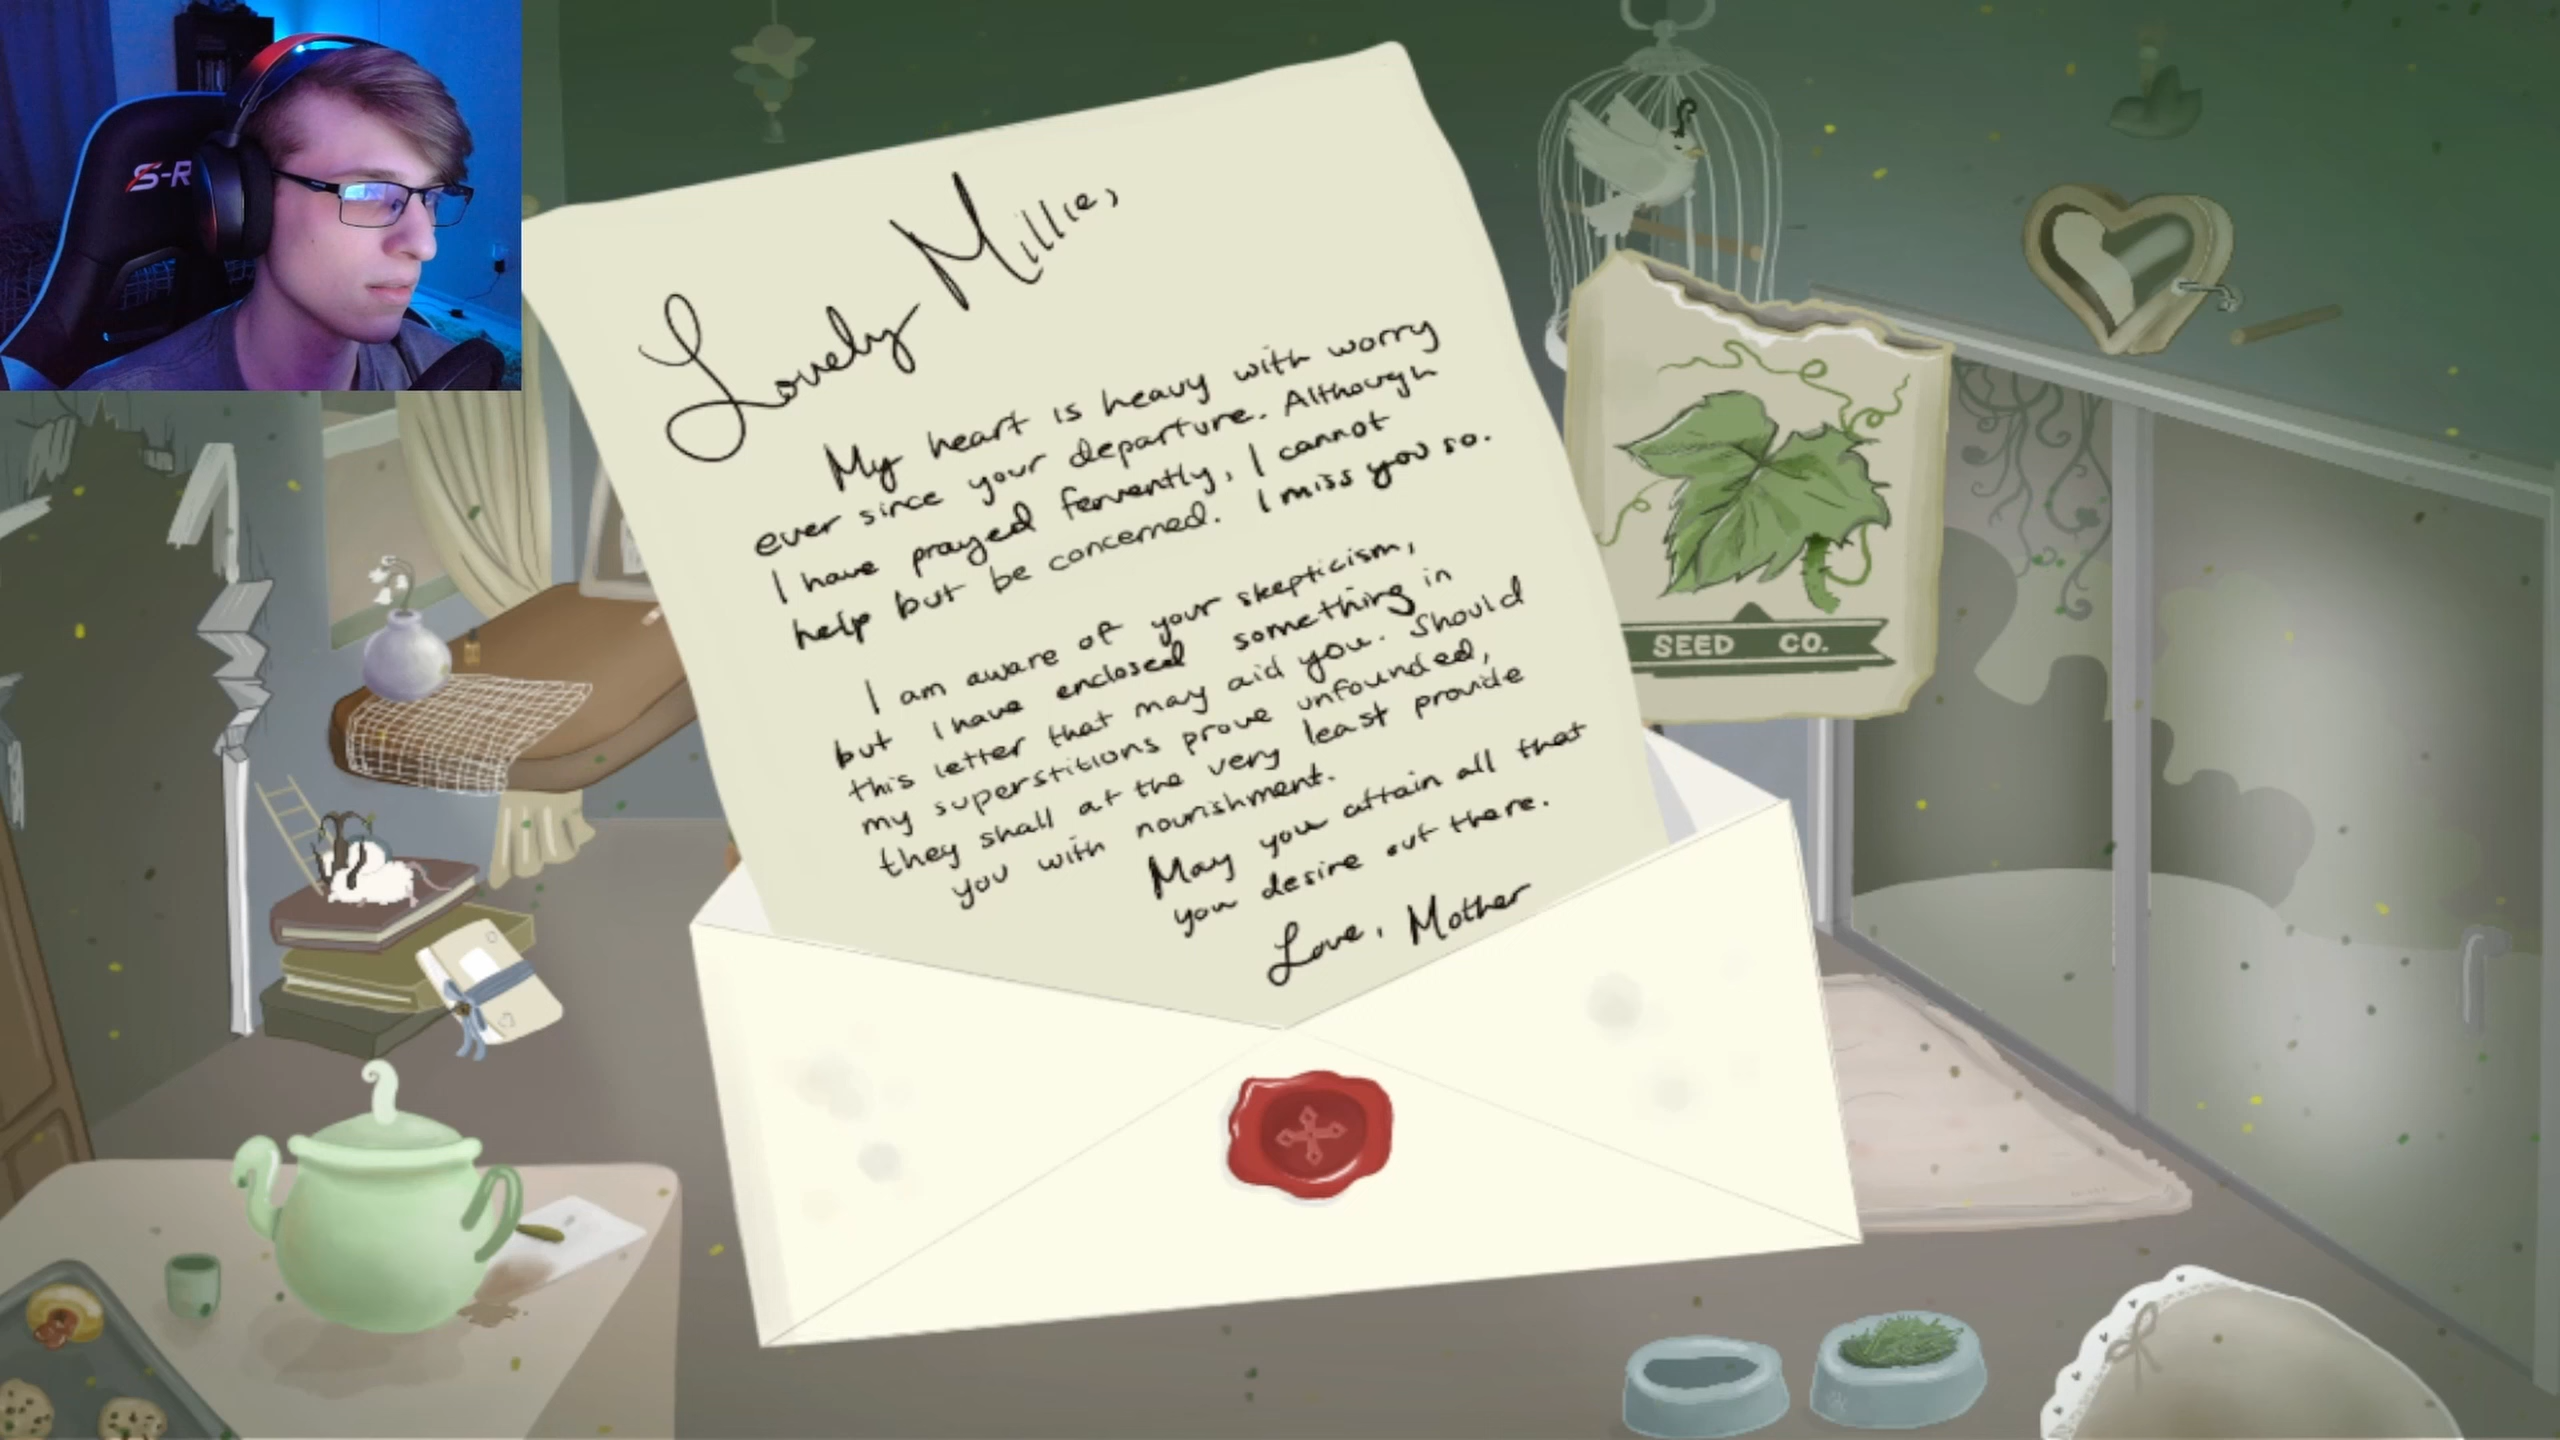 S-R
Lovely Millie,
My heart is heavy with worry
ever since your departure. Although
I have prayed fervently, I cannot
help but be concerned. I miss you so.
I am aware of your skepticism,
but I have enclosed something in
this letter that may aid you. Should
my superstitions prove unfounded,
they shall at the very least provide
you with nourishment.
May you attain all that
you desire out there.
Love, Mother
SEED CO.